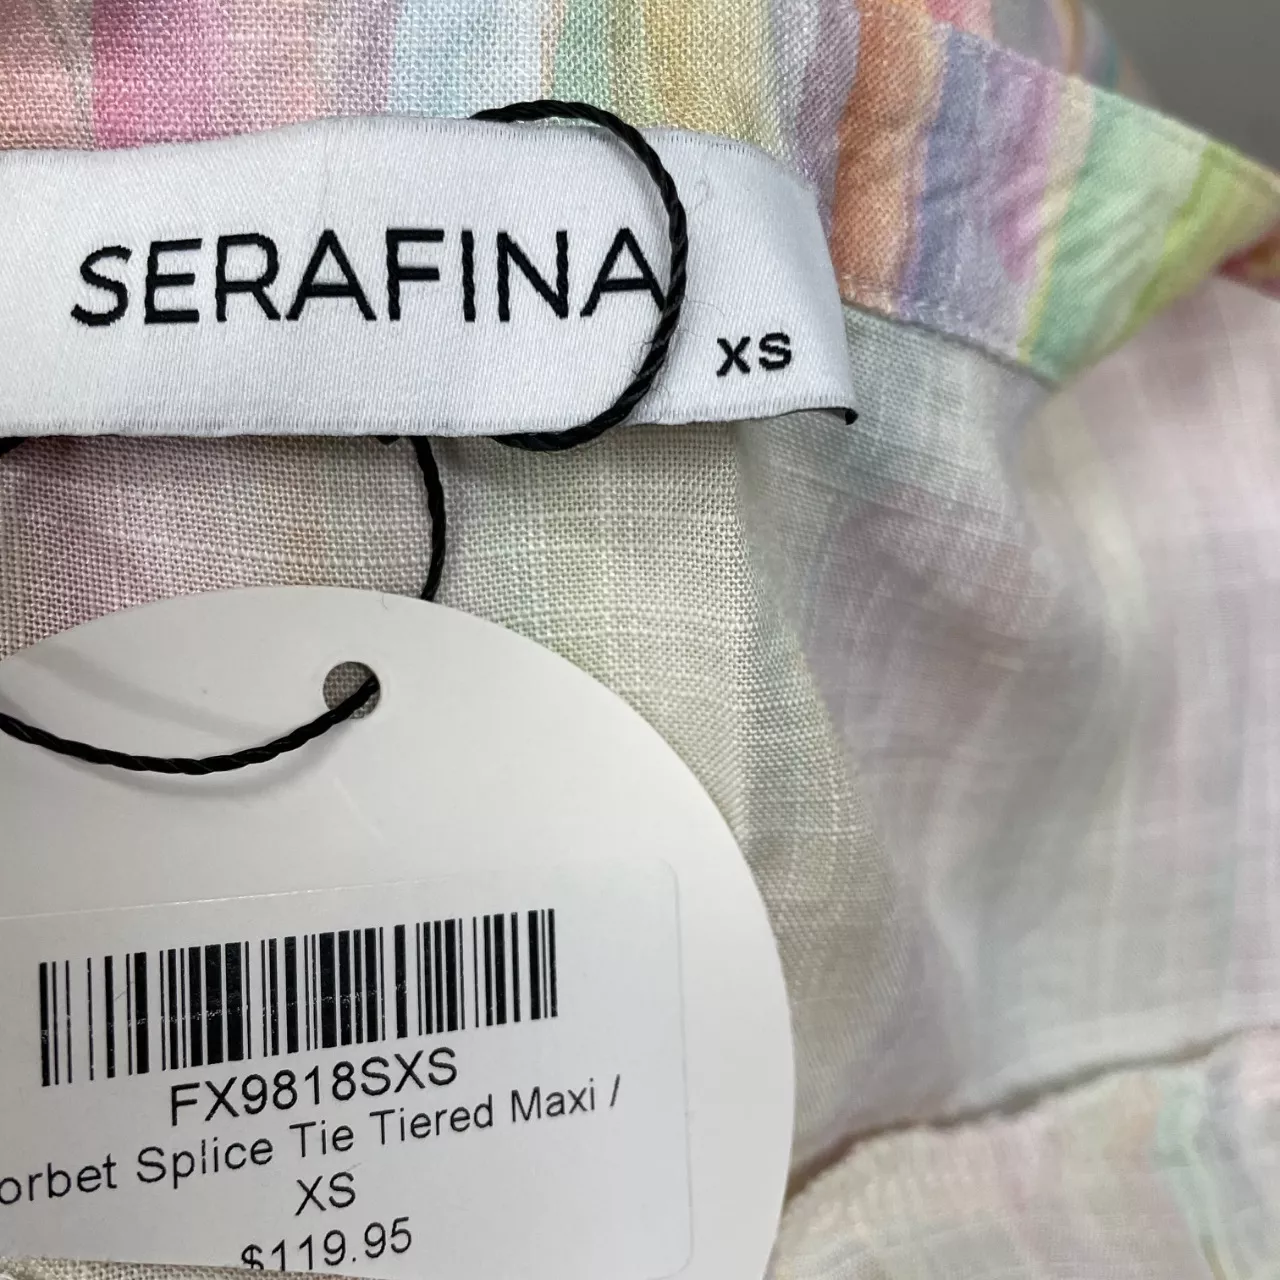 SERAFINA
XS
FX9818SXS
orbet Splice Tie Tiered Maxi /
XS
$119.95